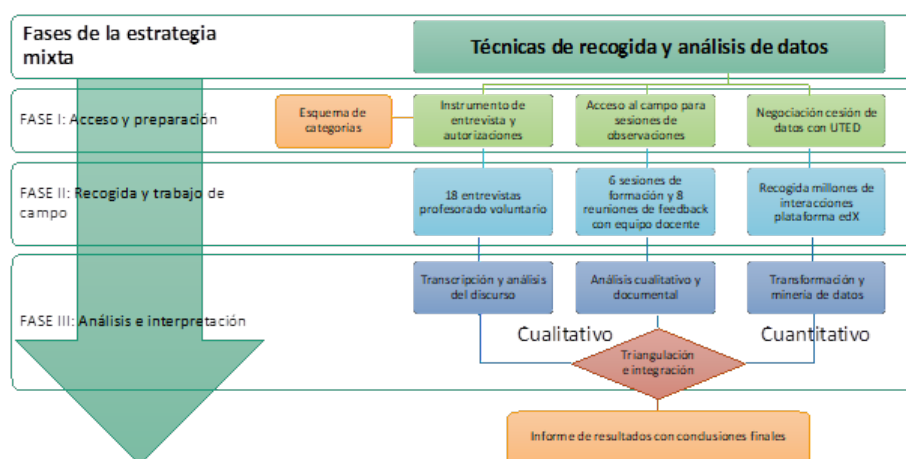 Fases de la estrategia
mixta
Técnicas de recogida y análisis de datos
FASE I: Acceso y preparación
Esquema de
categorías
Instrumento de
entrevista y
autorizaciones
Acceso al campo para
sesiones de
observaciones
Negociación cesión de
datos con UTED
FASE II: Recogida y trabajo de
campo
18 entrevistas
profesorado voluntario
6 sesiones de
formación y 8
reuniones de feedback
con equipo docente
Recogida millones de
interacciones
plataforma edX
FASE III: Análisis e interpretación
Transcripción y análisis
del discurso
Análisis cualitativo y
documental
Transformación y
minería de datos
Cualitativo
Cuantitativo
Triangulación
e integración
Informe de resultados con conclusiones finales